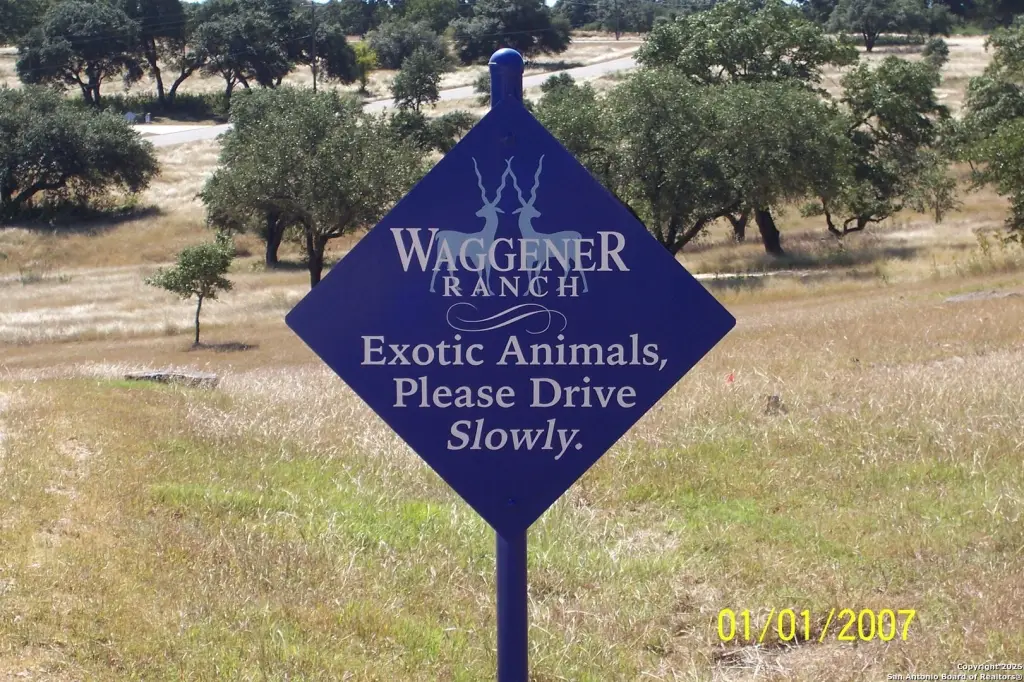 WAGGENER
RANCH
Exotic Animals,
Please Drive
Slowly.
01/01/2007
Copyright 2025
San Antonio Board of Realtors®